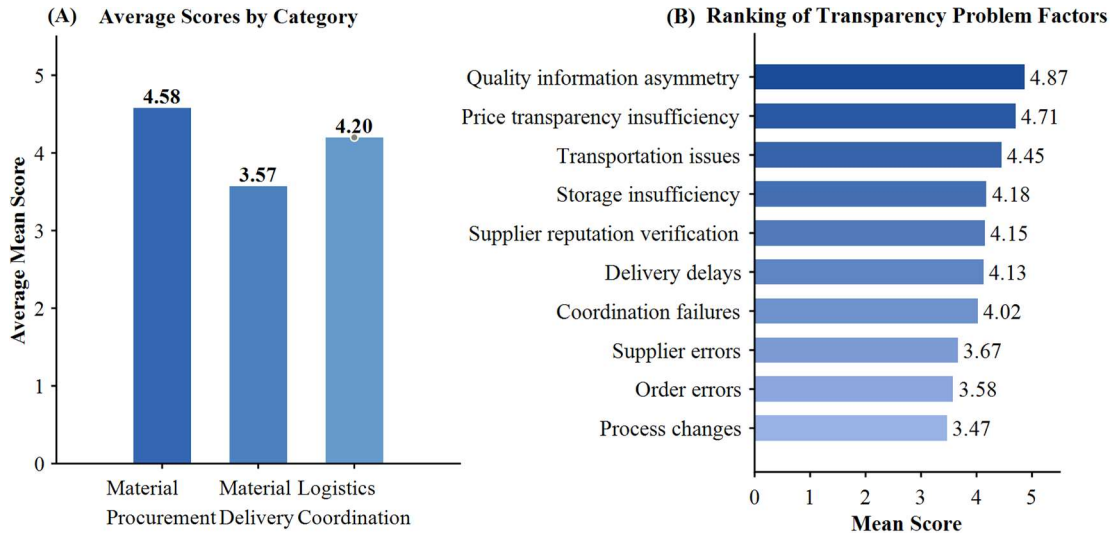 (A) Average Scores by Category
Average Mean Score
5
4
3
2
1
0
4.58
3.57
4.20
Material Procurement
Material Delivery
Logistics Coordination
(B) Ranking of Transparency Problem Factors
Quality information asymmetry 4.87
Price transparency insufficiency 4.71
Transportation issues 4.45
Storage insufficiency 4.18
Supplier reputation verification 4.15
Delivery delays 4.13
Coordination failures 4.02
Supplier errors 3.67
Order errors 3.58
Process changes 3.47
0 1 2 3 4 5
Mean Score